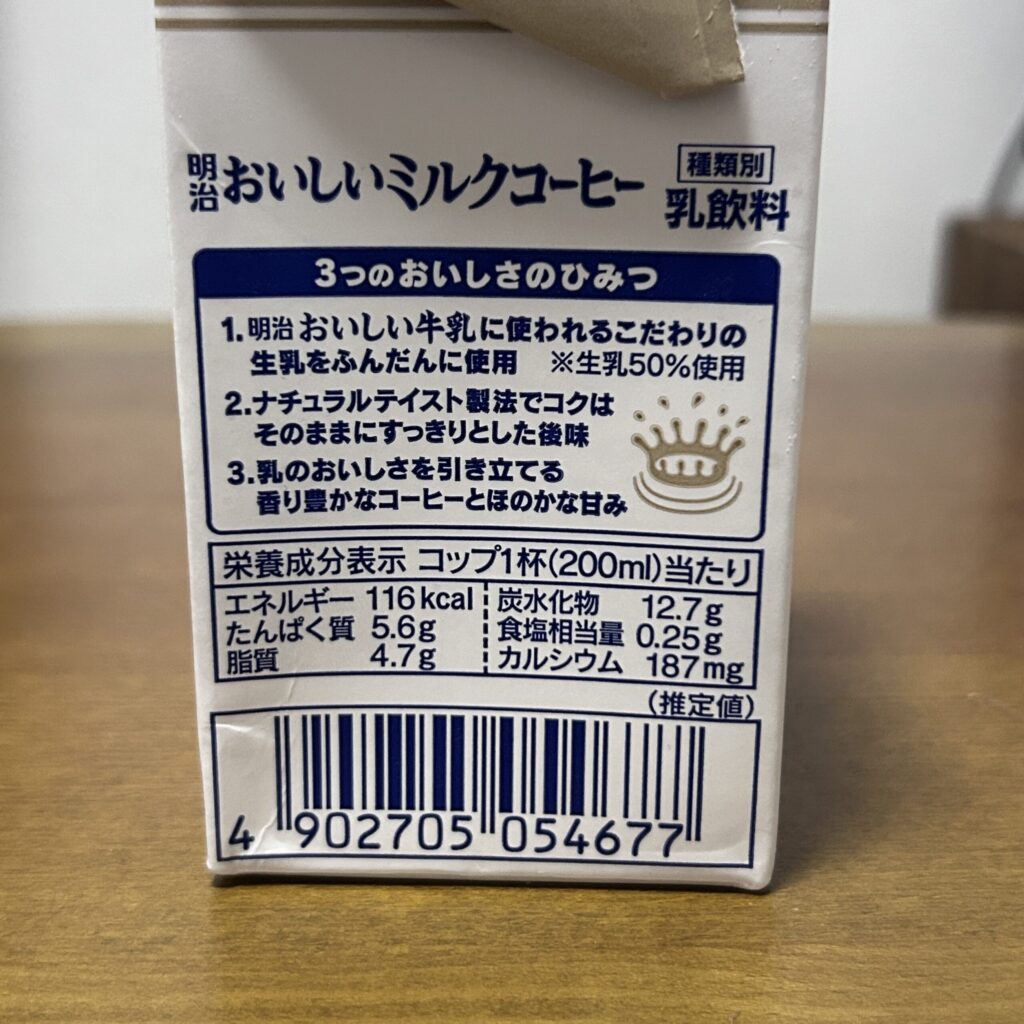 明治おいしいミルクコーヒー 種類別 乳飲料
3つのおいしさのひみつ
1.明治おいしい牛乳に使われるこだわりの
生乳をふんだんに使用 ※生乳50%使用
2.ナチュラルテイスト製法でコクは
そのままにすっきりとした後味
3.乳のおいしさを引き立てる
香り豊かなコーヒーとほのかな甘み
栄養成分表示 コップ1杯(200ml)当たり
エネルギー 116kcal 炭水化物 12.7g
たんぱく質 5.6g 食塩相当量 0.25g
脂質 4.7g カルシウム 187mg
(推定値)
4 902705 054677